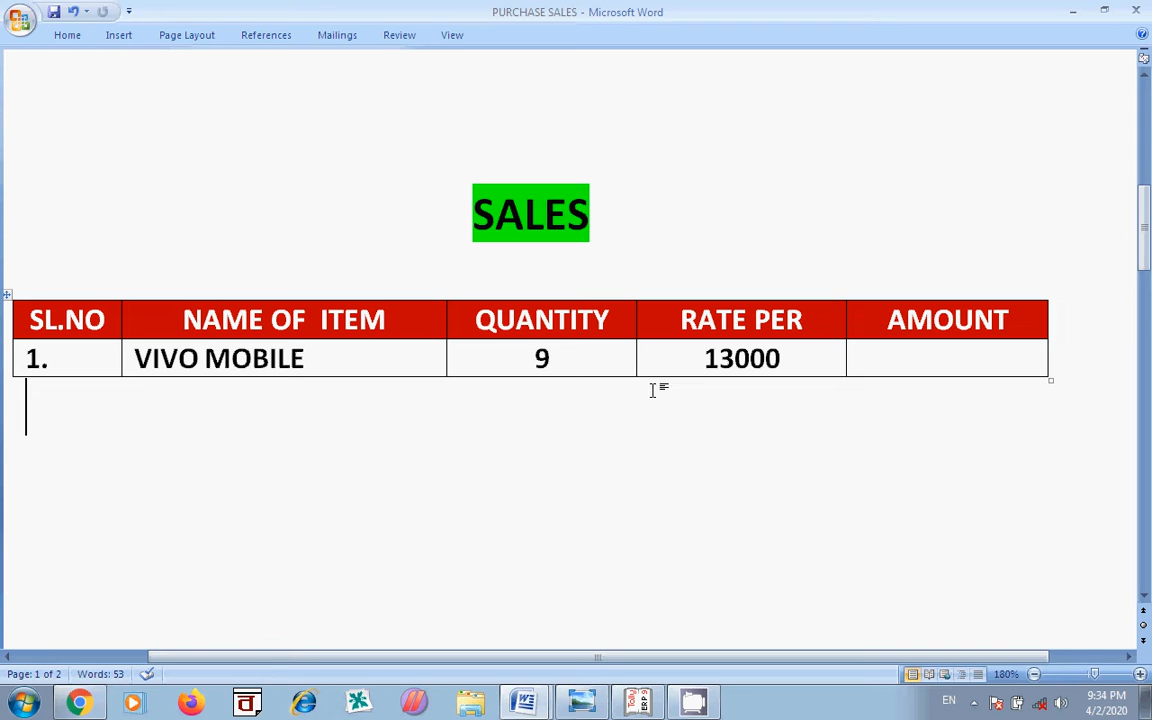 PURCHASE SALES - Microsoft Word
Home Insert Page Layout References Mailings Review View
SALES
SL.NO NAME OF ITEM QUANTITY RATE PER AMOUNT
1. VIVO MOBILE 9 13000
Page: 1 of 2 Words: 53 180%
EN 9:34 PM
4/2/2020